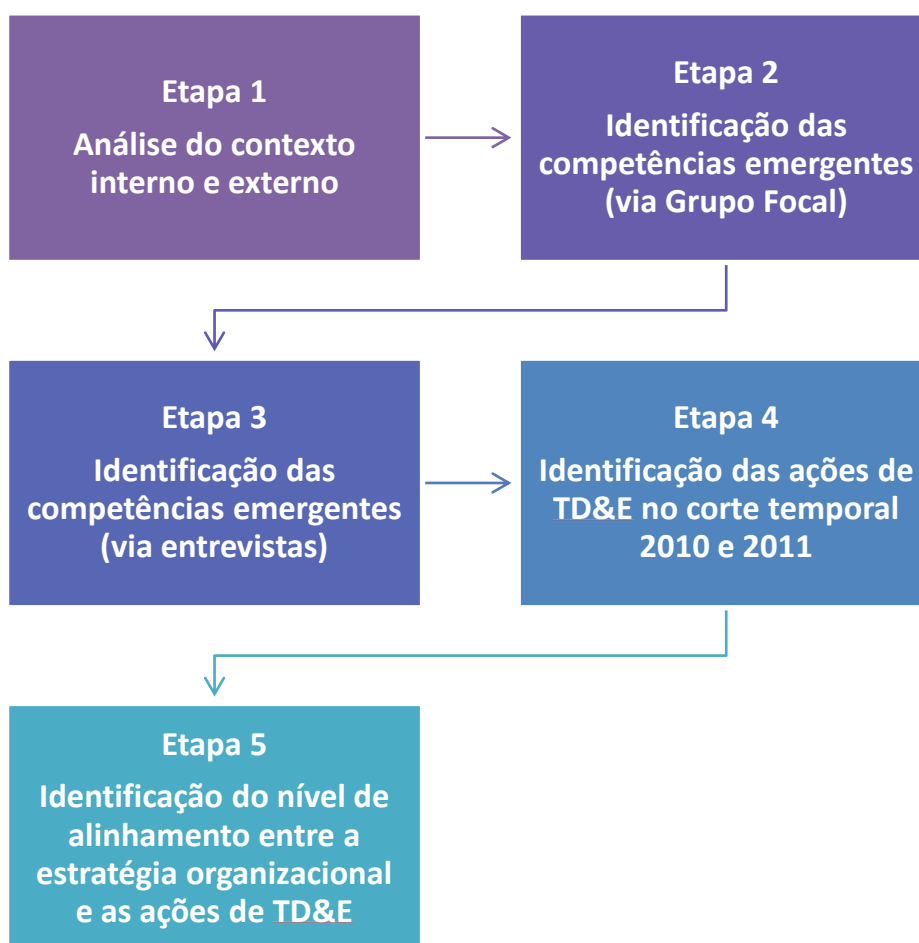 Etapa 1
Análise do contexto
interno e externo
Etapa 2
Identificação das
competências emergentes
(via Grupo Focal)
Etapa 3
Identificação das
competências emergentes
(via entrevistas)
Etapa 4
Identificação das ações de
TD&E no corte temporal
2010 e 2011
Etapa 5
Identificação do nível de
alinhamento entre a
estratégia organizacional
e as ações de TD&E